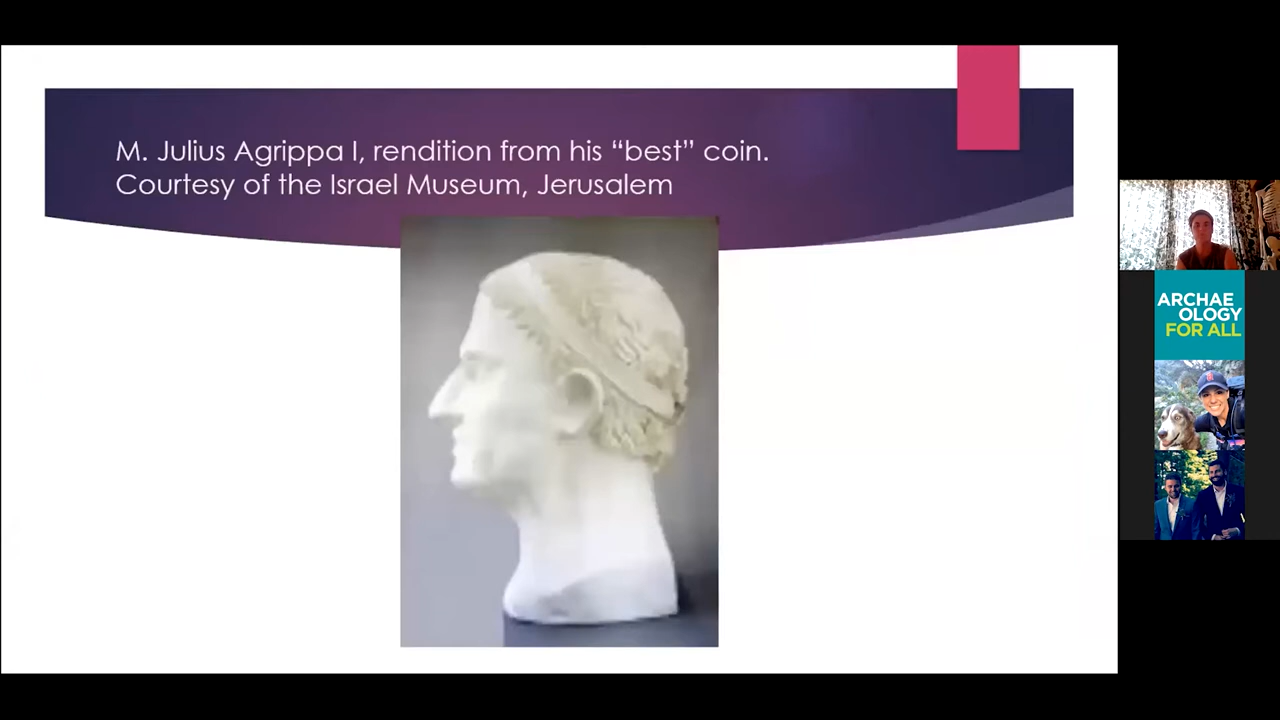 M. Julius Agrippa I, rendition from his “best” coin.
Courtesy of the Israel Museum, Jerusalem
ARCHAE
OLOGY
FOR ALL